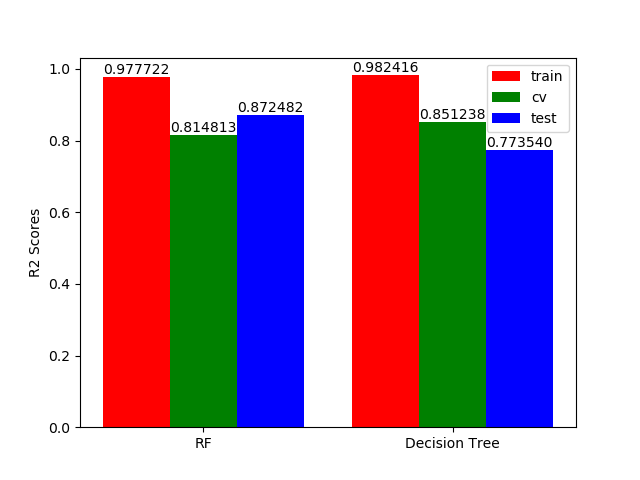 0.977722
0.814813
0.872482
0.982416
0.851238
0.773540
train
cv
test
R2 Scores
1.0
0.8
0.6
0.4
0.2
0.0
RF
Decision Tree